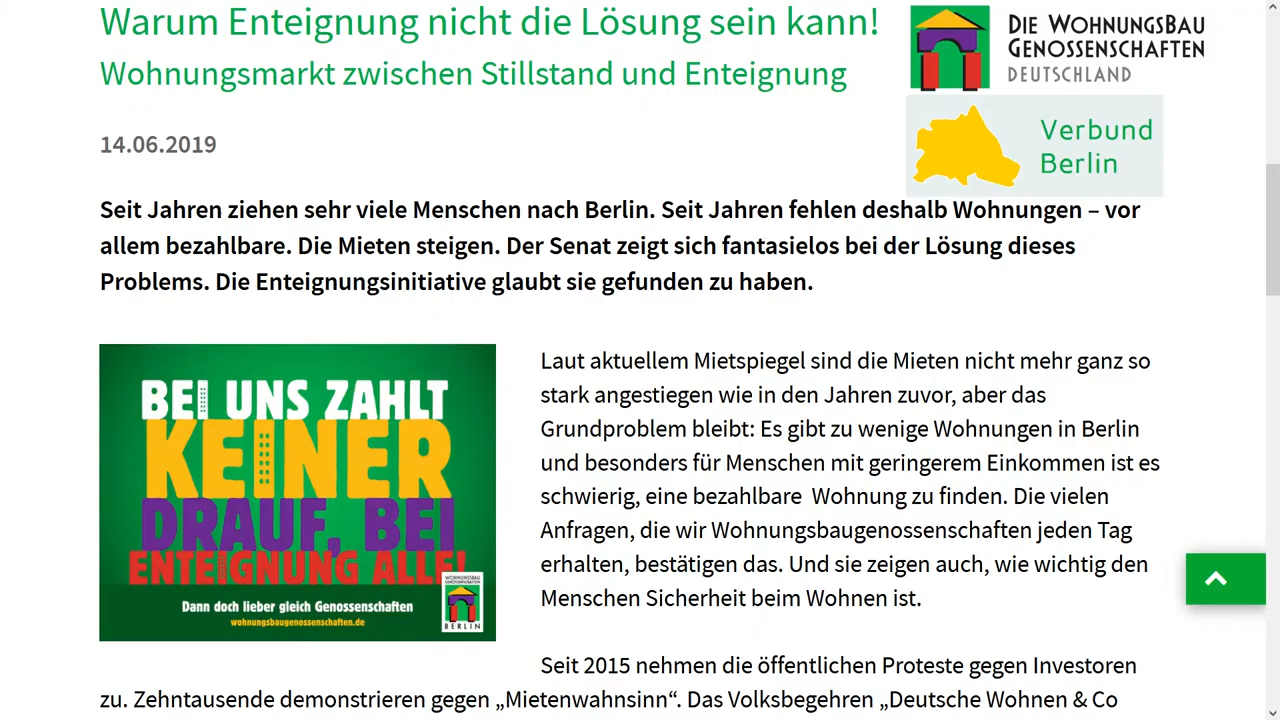 Warum Enteignung nicht die Lösung sein kann!
Wohnungsmarkt zwischen Stillstand und Enteignung
DIE WOHNUNGSBAU
GENOSSENSCHAFTEN
DEUTSCHLAND
Verbund
Berlin
14.06.2019
Seit Jahren ziehen sehr viele Menschen nach Berlin. Seit Jahren fehlen deshalb Wohnungen – vor
allem bezahlbare. Die Mieten steigen. Der Senat zeigt sich fantasielos bei der Lösung dieses
Problems. Die Enteignungsinitiative glaubt sie gefunden zu haben.
BEI UNS ZAHLT
KEINER
DRAUF, BEI
ENTEIGNUNG ALLE!
Dann doch lieber gleich Genossenschaften
wohnungsbaugenossenschaften.de
WOHNUNGSBAU
GENOSSENSCHAFTEN
BERLIN
Laut aktuellem Mietspiegel sind die Mieten nicht mehr ganz so
stark angestiegen wie in den Jahren zuvor, aber das
Grundproblem bleibt: Es gibt zu wenige Wohnungen in Berlin
und besonders für Menschen mit geringerem Einkommen ist es
schwierig, eine bezahlbare  Wohnung zu finden. Die vielen
Anfragen, die wir Wohnungsbaugenossenschaften jeden Tag
erhalten, bestätigen das. Und sie zeigen auch, wie wichtig den
Menschen Sicherheit beim Wohnen ist.
Seit 2015 nehmen die öffentlichen Proteste gegen Investoren
zu. Zehntausende demonstrieren gegen „Mietenwahnsinn“. Das Volksbegehren „Deutsche Wohnen & Co